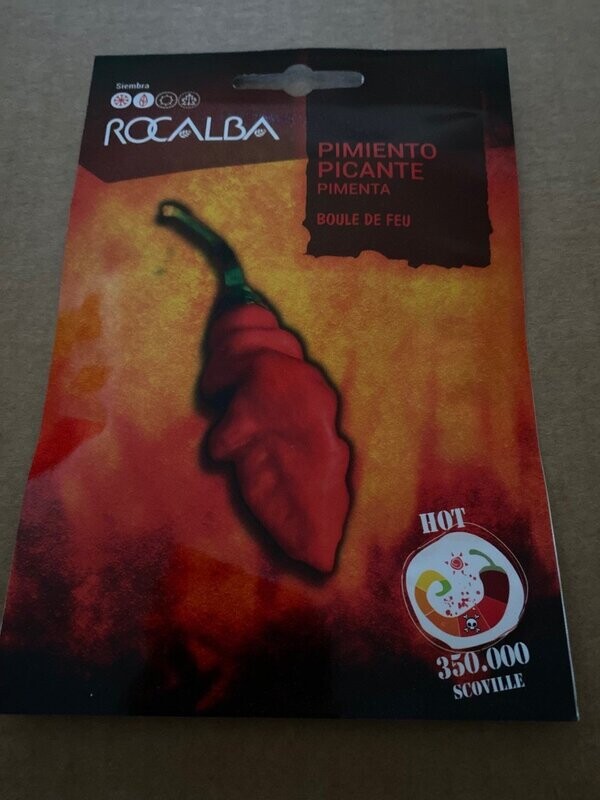 Siembra
ROCALBA
PIMIENTO
PICANTE
PIMENTA
BOULE DE FEU
HOT
350.000
SCOVILLE